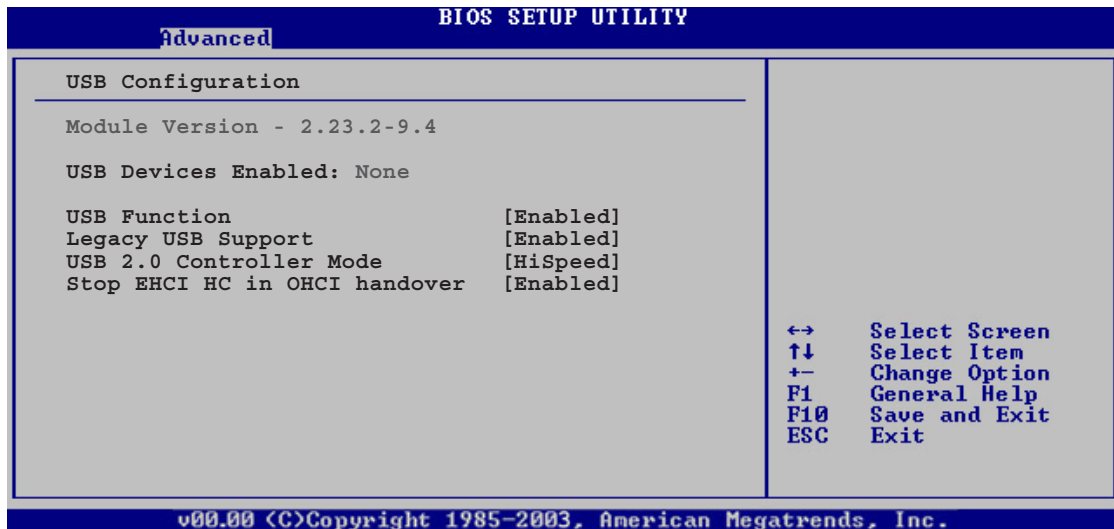 BIOS SETUP UTILITY
Advanced
USB Configuration
Module Version - 2.23.2-9.4
USB Devices Enabled: None
USB Function [Enabled]
Legacy USB Support [Enabled]
USB 2.0 Controller Mode [HiSpeed]
Stop EHCI HC in OHCI handover [Enabled]
←→ Select Screen
↑↓ Select Item
+- Change Option
F1 General Help
F10 Save and Exit
ESC Exit
v00.00 (C)Copyright 1985-2003, American Megatrends, Inc.